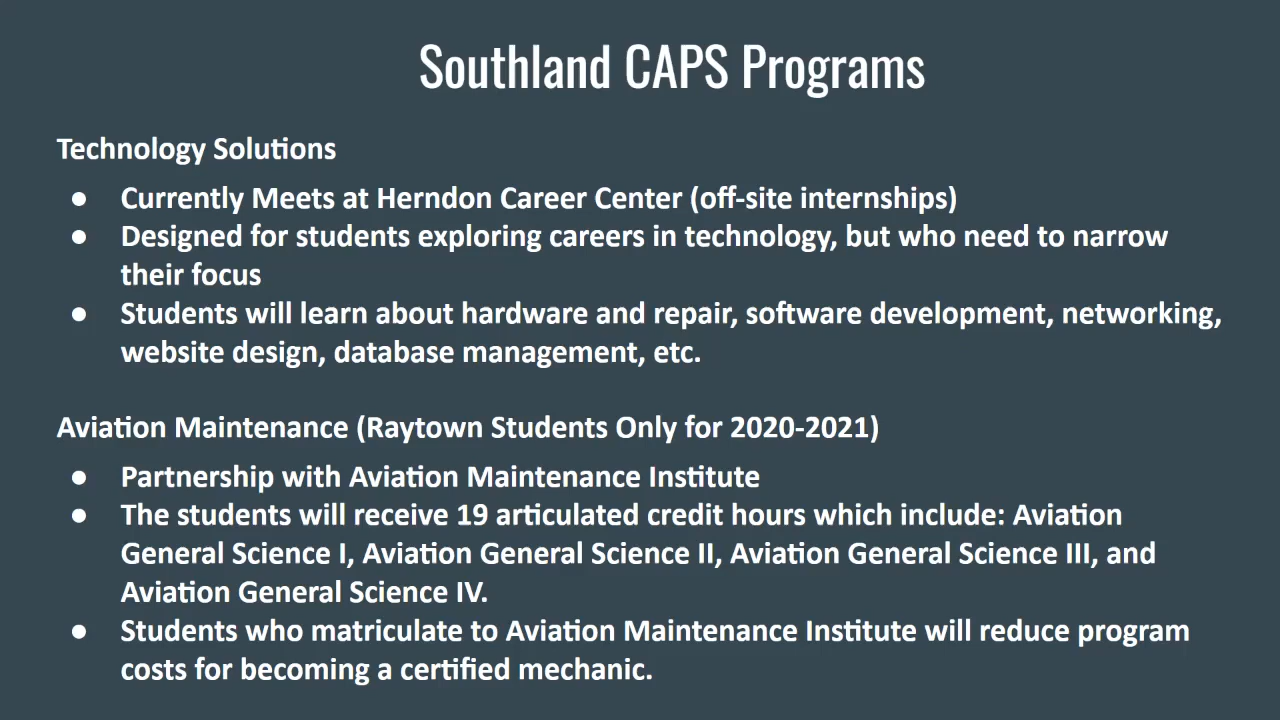 Southland CAPS Programs
Technology Solutions
● Currently Meets at Herndon Career Center (off-site internships)
● Designed for students exploring careers in technology, but who need to narrow
their focus
● Students will learn about hardware and repair, software development, networking,
website design, database management, etc.
Aviation Maintenance (Raytown Students Only for 2020-2021)
● Partnership with Aviation Maintenance Institute
● The students will receive 19 articulated credit hours which include: Aviation
General Science I, Aviation General Science II, Aviation General Science III, and
Aviation General Science IV.
● Students who matriculate to Aviation Maintenance Institute will reduce program
costs for becoming a certified mechanic.